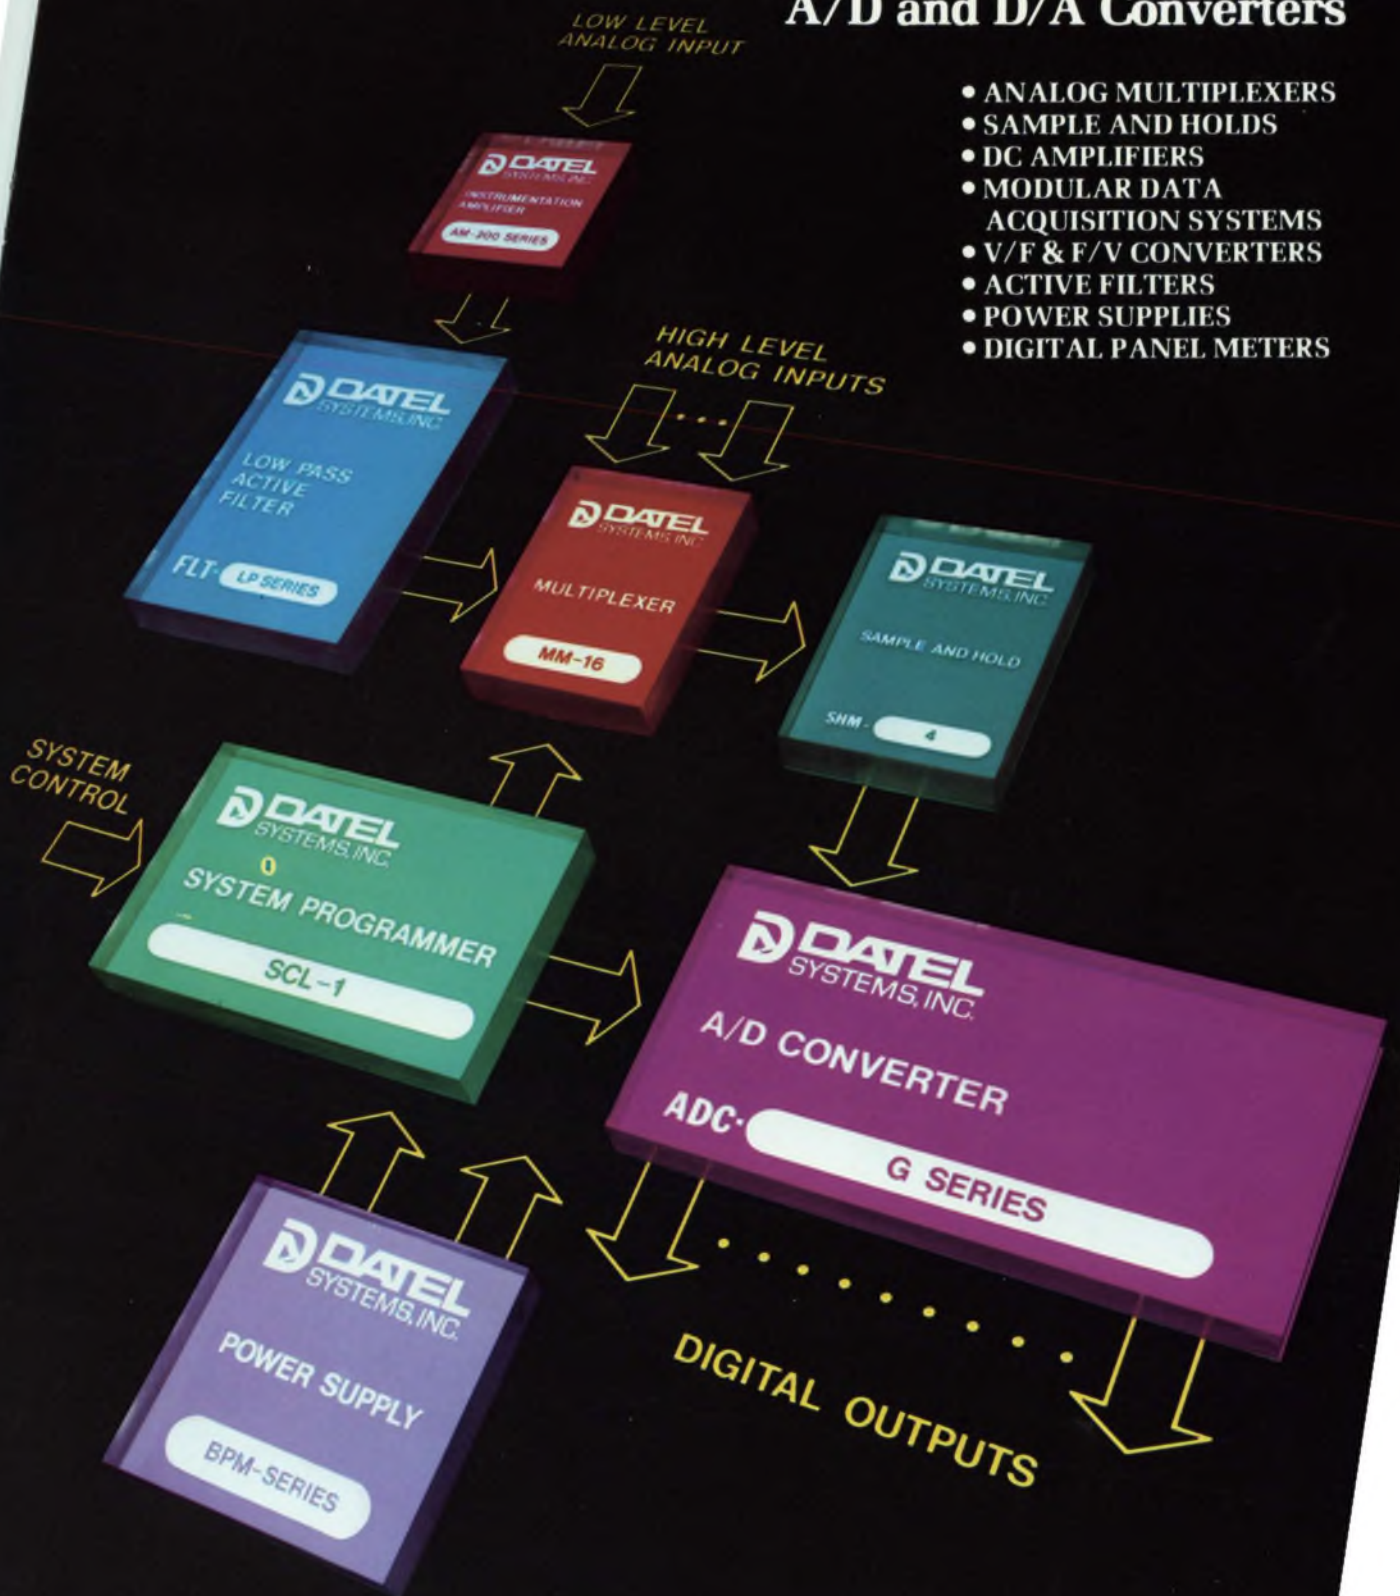 A/D and D/A Converters
• ANALOG MULTIPLEXERS
• SAMPLE AND HOLDS
• DC AMPLIFIERS
• MODULAR DATA
ACQUISITION SYSTEMS
• V/F & F/V CONVERTERS
• ACTIVE FILTERS
• POWER SUPPLIES
• DIGITAL PANEL METERS
LOW LEVEL
ANALOG INPUT
DATEL
SYSTEMS, INC.
INSTRUMENTATION
AMPLIFIER
AM-200 SERIES
DATEL
SYSTEMS, INC.
LOW PASS
ACTIVE
FILTER
FLT- LP SERIES
HIGH LEVEL
ANALOG INPUTS
DATEL
SYSTEMS, INC.
MULTIPLEXER
MM-16
DATEL
SYSTEMS, INC.
SAMPLE AND HOLD
SHM- 4
SYSTEM
CONTROL
DATEL
SYSTEMS, INC.
SYSTEM PROGRAMMER
SCL-1
DATEL
SYSTEMS, INC.
A/D CONVERTER
ADC- G SERIES
DATEL
SYSTEMS, INC.
POWER SUPPLY
BPM-SERIES
DIGITAL OUTPUTS